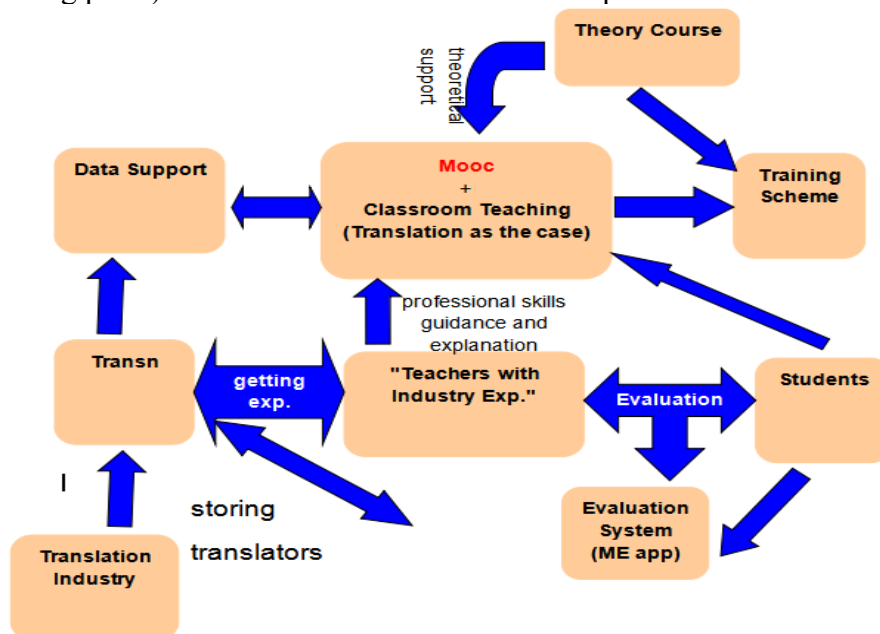 Theory Course
theoretical
support
Mooc
+
Classroom Teaching
(Translation as the case)
Data Support
Training
Scheme
professional skills
guidance and
explanation
Transn
getting
exp.
"Teachers with
Industry Exp."
Evaluation
Students
I
storing
translators
Evaluation
System
(ME app)
Translation
Industry